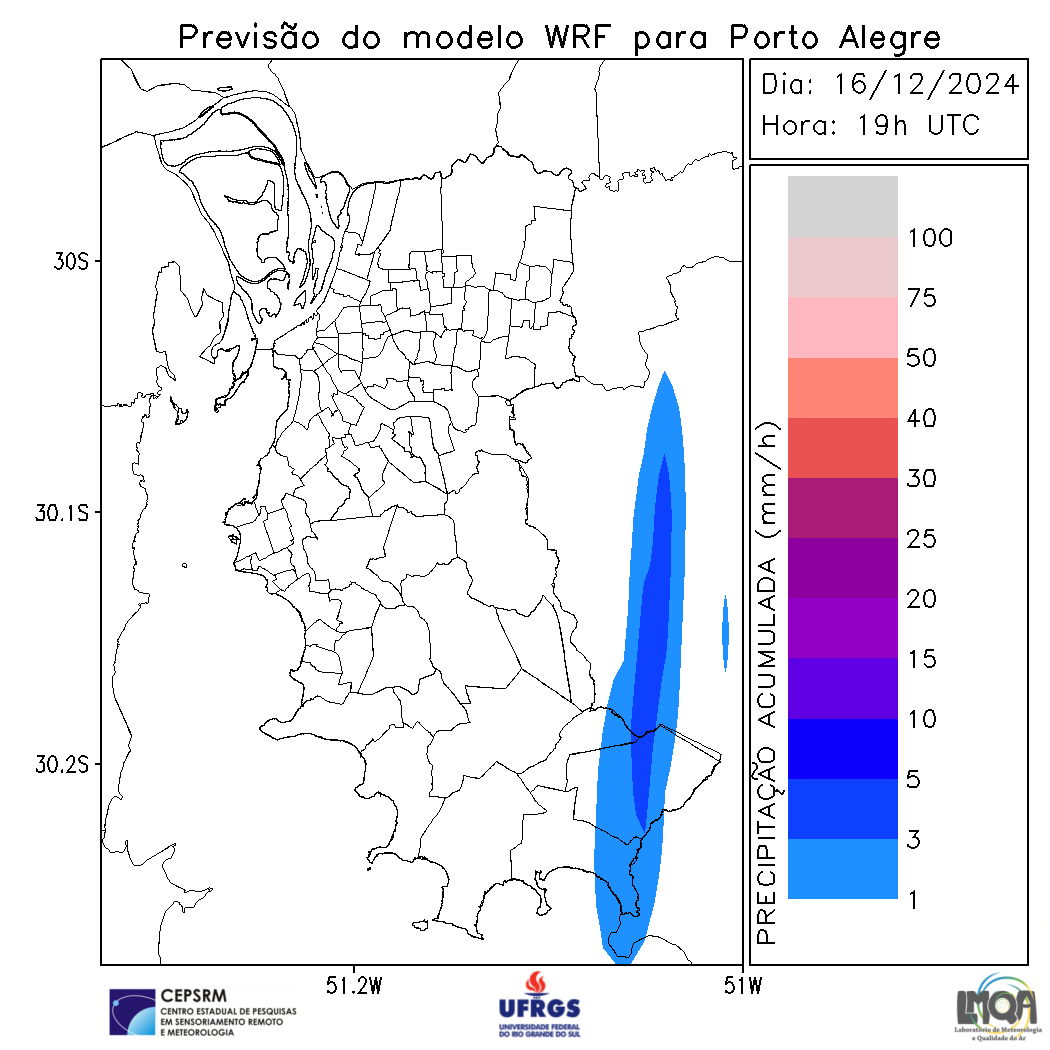 Previsão do modelo WRF para Porto Alegre
Dia: 16/12/2024
Hora: 19h UTC
30S
30.1S
30.2S
51.2W
51W
PRECIPITAÇÃO ACUMULADA (mm/h)
100
75
50
40
30
25
20
15
10
5
3
1
CEPSRM
CENTRO ESTADUAL DE PESQUISAS
EM SENSORIAMENTO REMOTO
E METEOROLOGIA
UFRGS
UNIVERSIDADE FEDERAL
DO RIO GRANDE DO SUL
LMQA
Laboratório de Meteorologia
e Qualidade do Ar